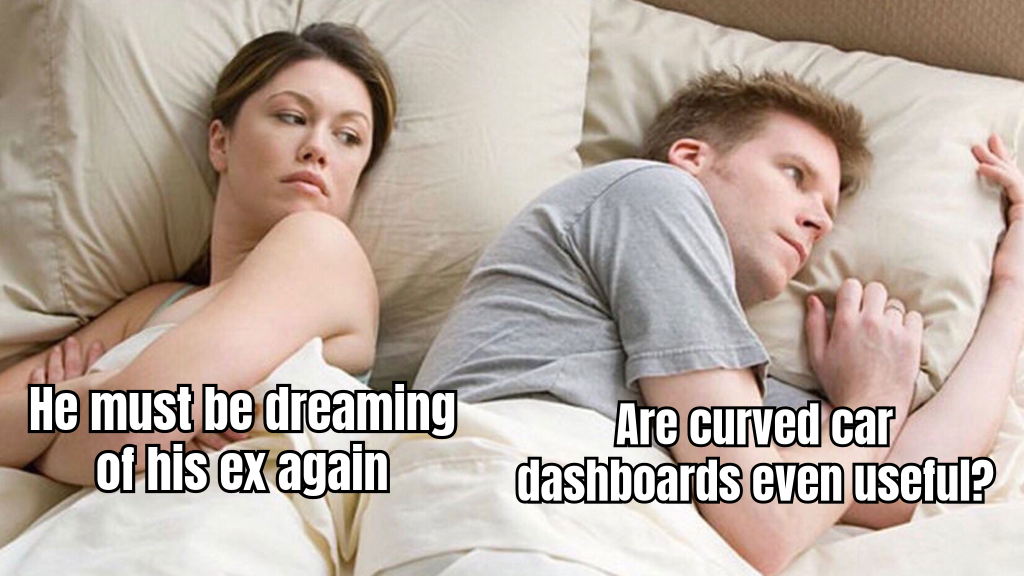 He must be dreaming
of his ex again
Are curved car
dashboards even useful?